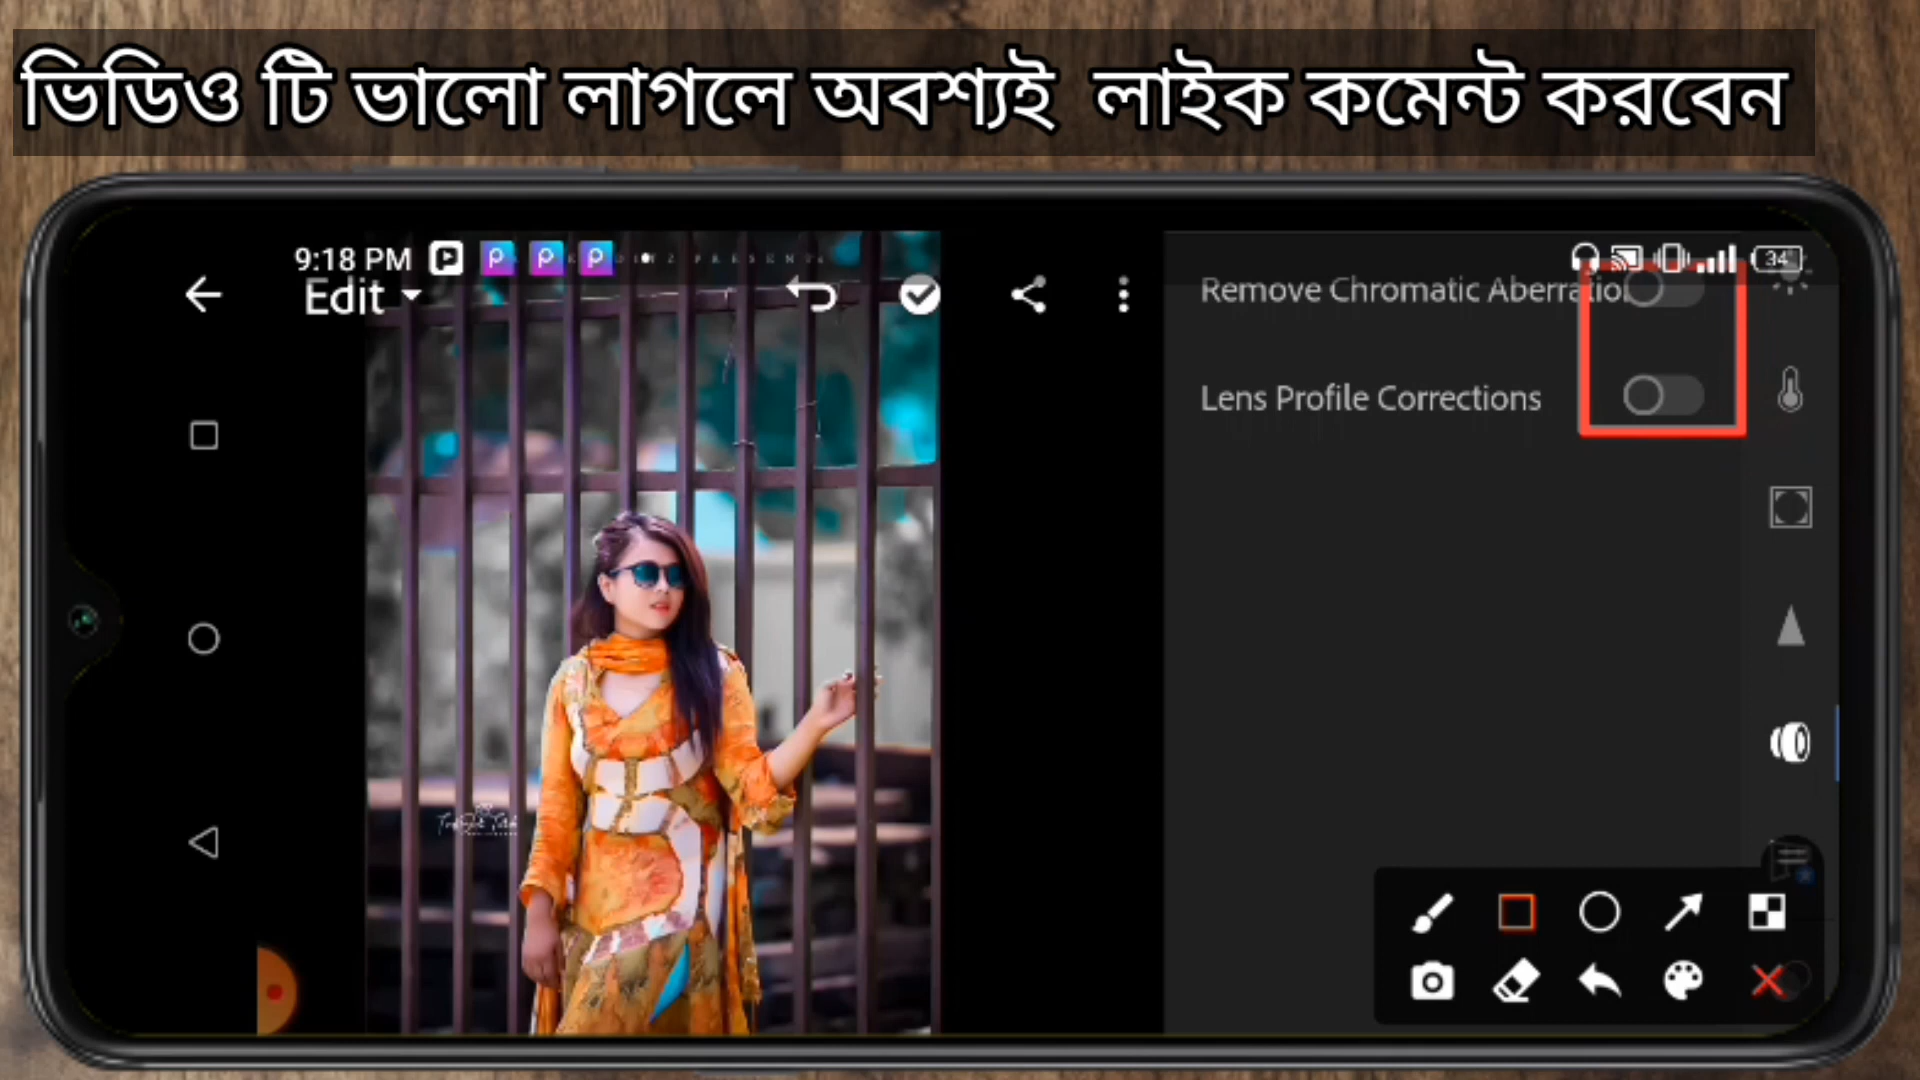 ভিডিও টি ভালো লাগলে অবশ্যই লাইক কমেন্ট করবেন
9:18 PM
34
Edit
Remove Chromatic Aberration
Lens Profile Corrections